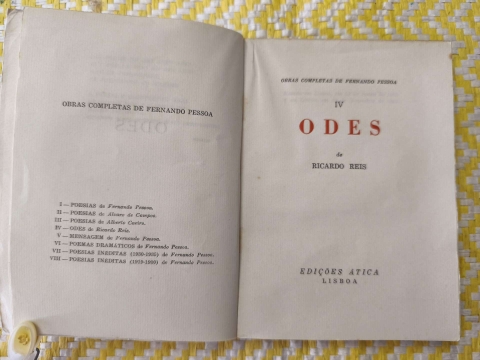 OBRAS COMPLETAS DE FERNANDO PESSOA
I — POESIAS de Fernando Pessoa.
II — POESIAS de Alvaro de Campos.
III — POESIAS de Alberto Caeiro.
IV — ODES de Ricardo Reis.
V — MENSAGEM de Fernando Pessoa.
VI — POEMAS DRAMÁTICOS de Fernando Pessoa.
VII — POESIAS INÉDITAS (1930-1935) de Fernando Pessoa.
VIII — POESIAS INÉDITAS (1919-1930) de Fernando Pessoa.
OBRAS COMPLETAS DE FERNANDO PESSOA
IV
ODES
de
RICARDO REIS
EDIÇÕES ÁTICA
LISBOA